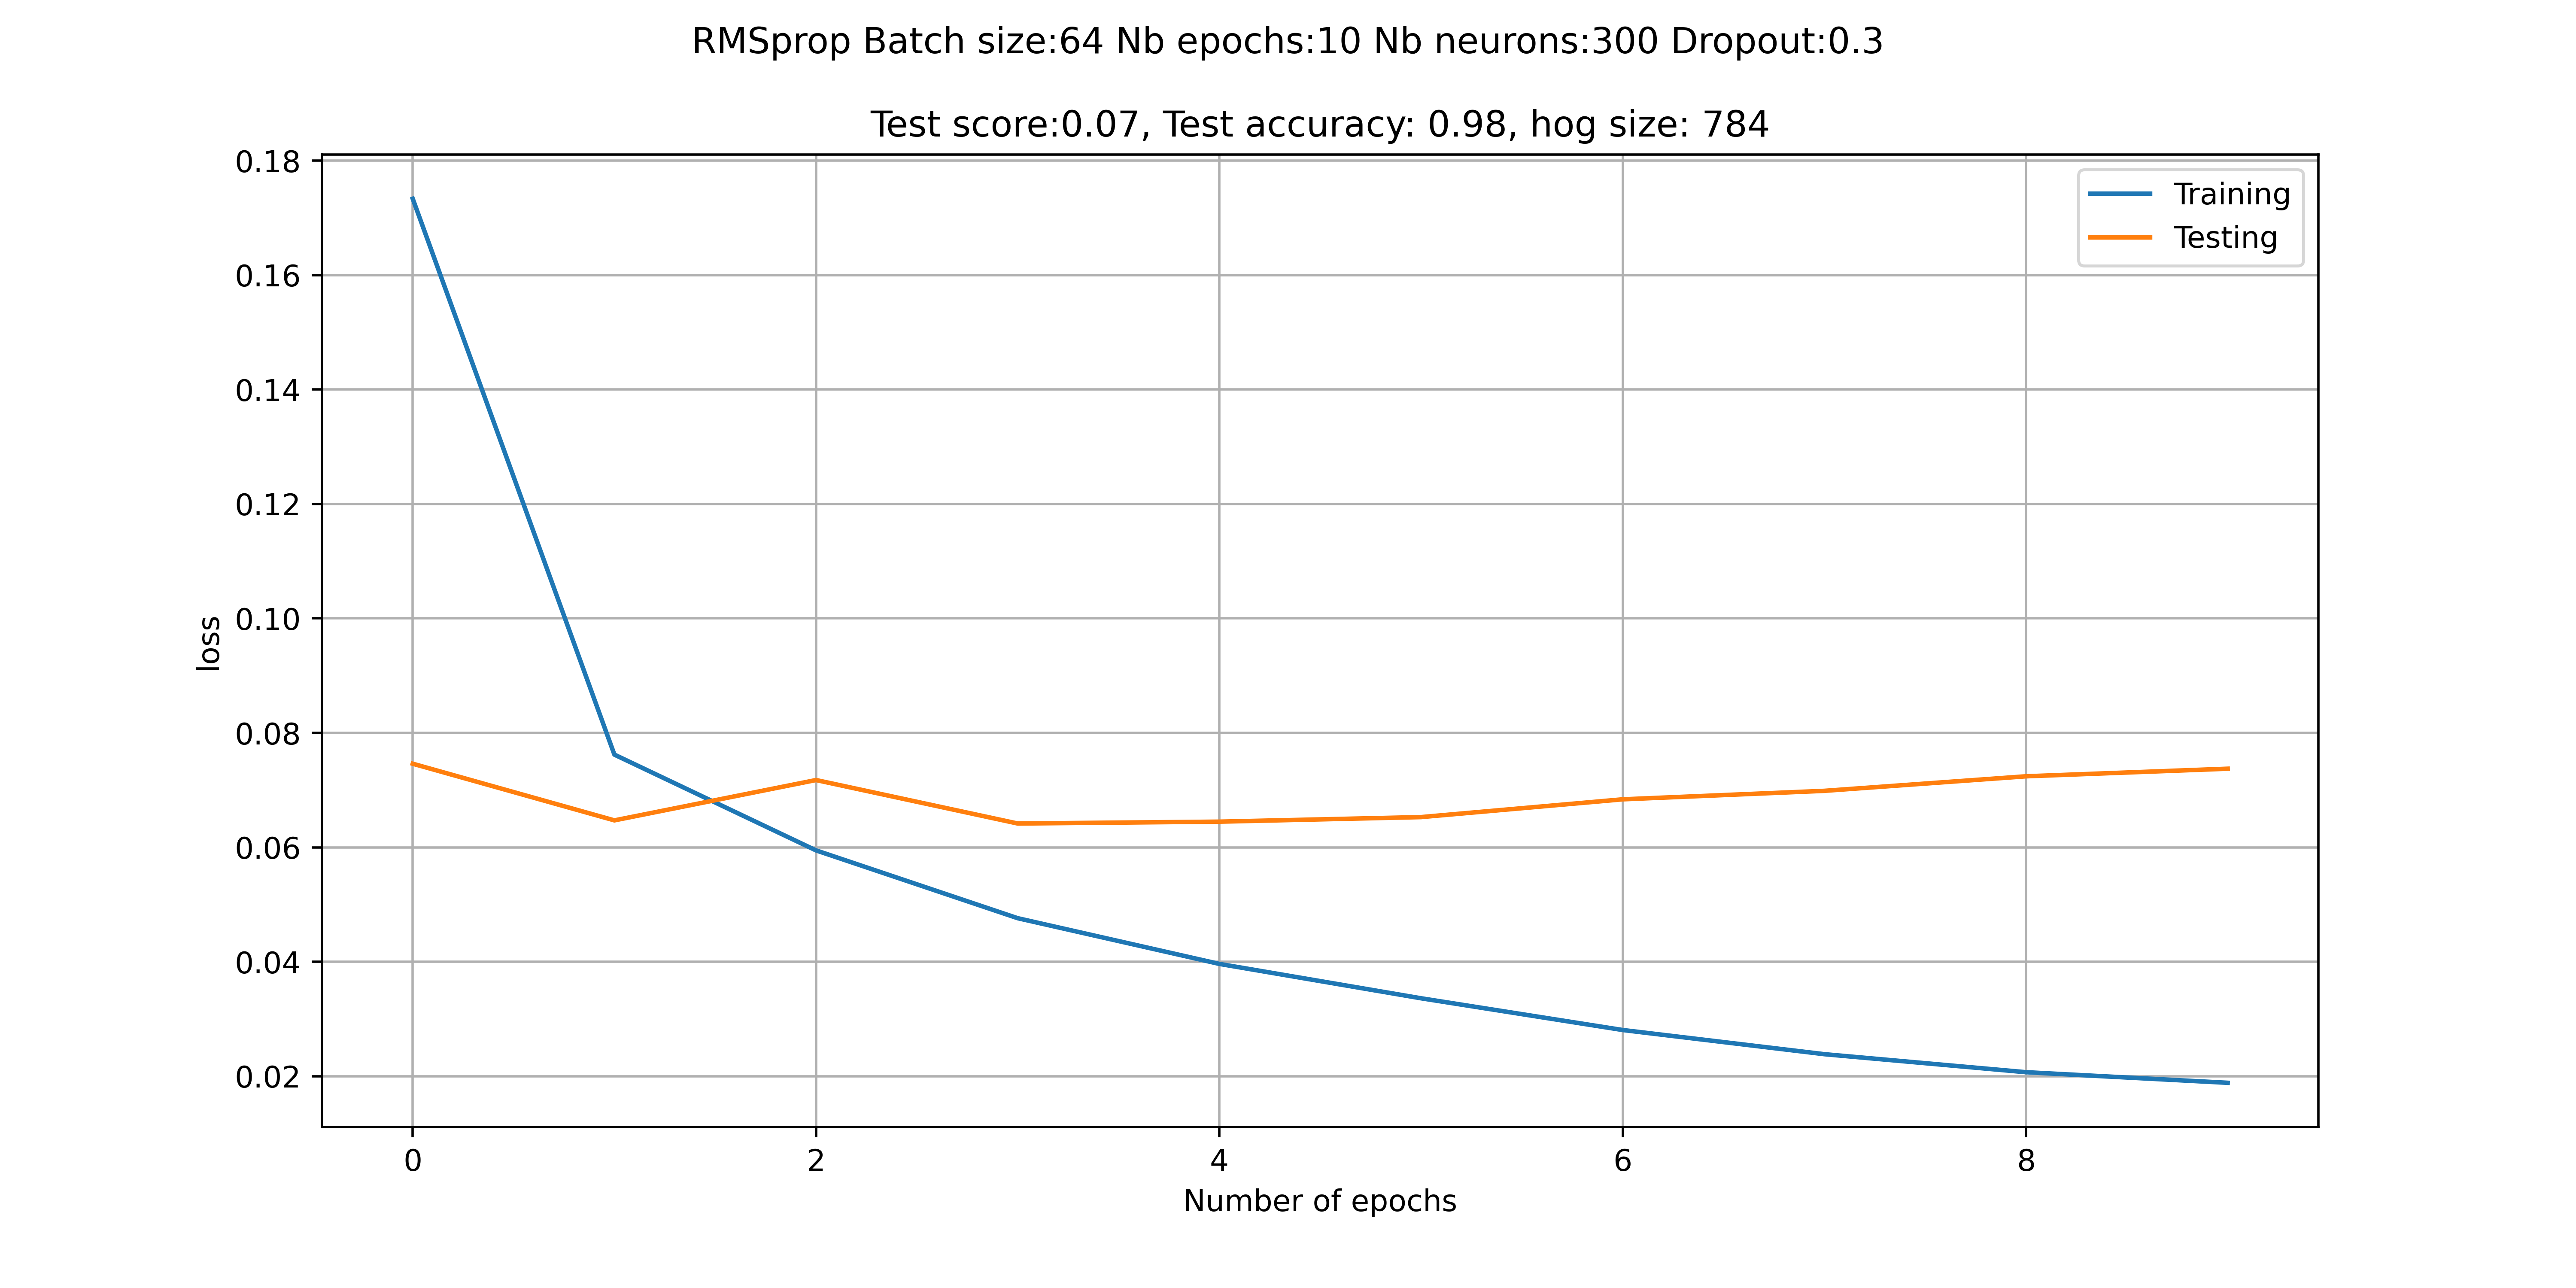 RMSprop Batch size:64 Nb epochs:10 Nb neurons:300 Dropout:0.3
Test score:0.07, Test accuracy: 0.98, hog size: 784
0.18
0.16
0.14
0.12
0.10
0.08
0.06
0.04
0.02
loss
Training
Testing
0 2 4 6 8
Number of epochs